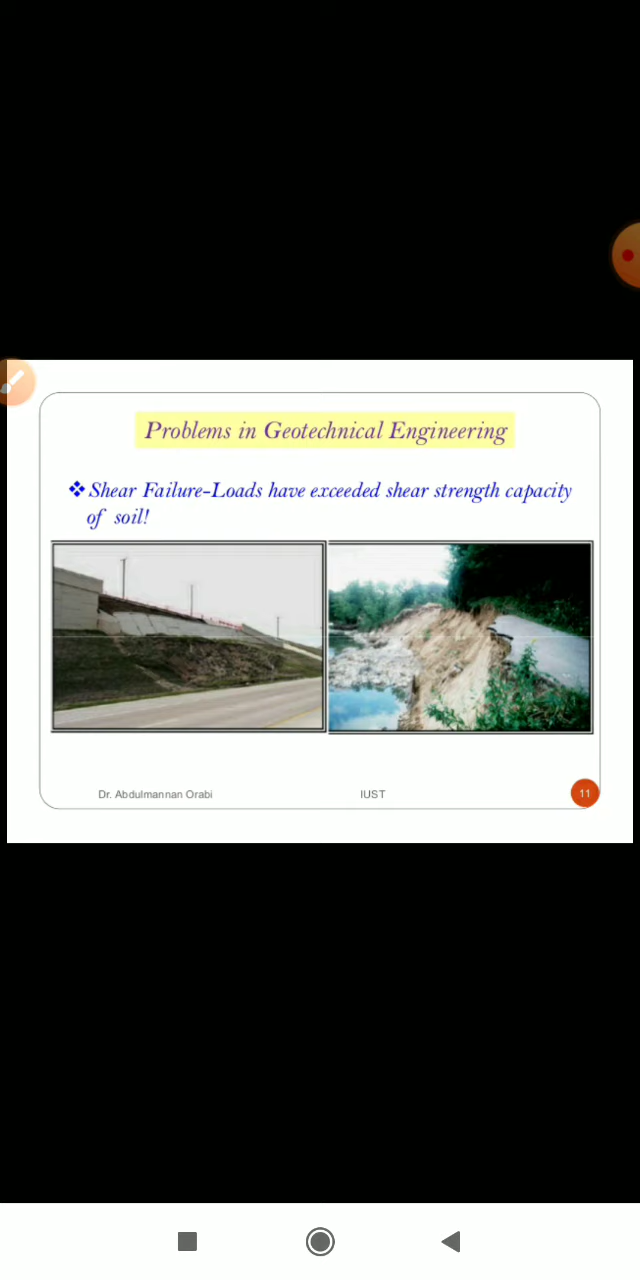 Problems in Geotechnical Engineering
❖ Shear Failure-Loads have exceeded shear strength capacity
of soil!
Dr. Abdulmannan Orabi IUST 11